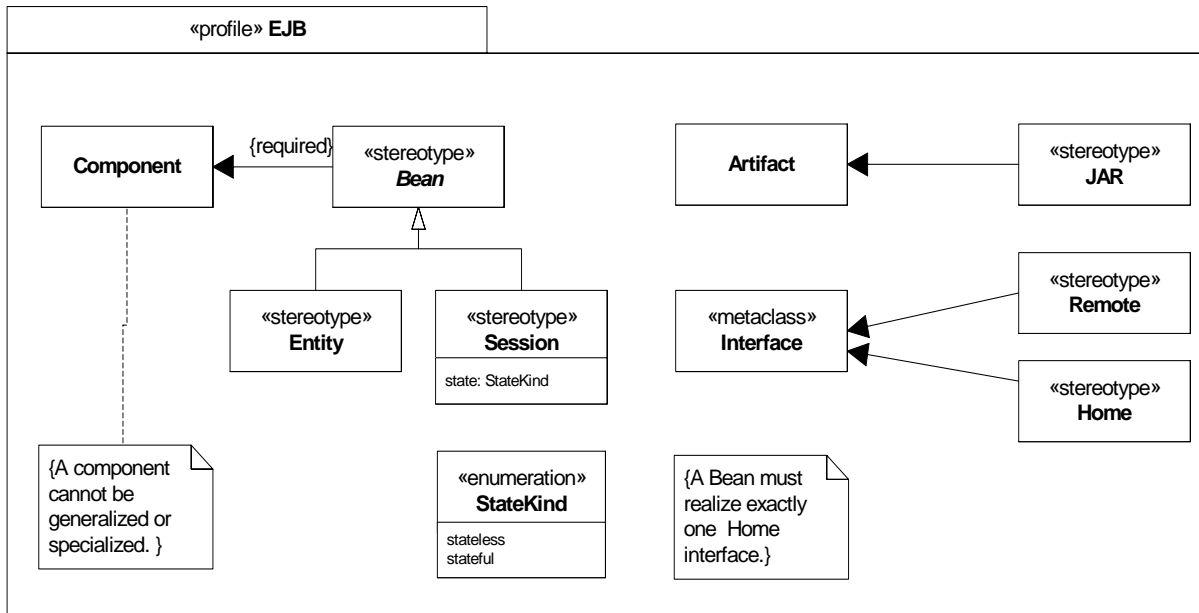 «profile» EJB
Component
{required}
«stereotype»
Bean
Artifact
«stereotype»
JAR
«stereotype»
Entity
«stereotype»
Session
state: StateKind
«metaclass»
Interface
«stereotype»
Remote
«stereotype»
Home
{A component
cannot be
generalized or
specialized. }
«enumeration»
StateKind
stateless
stateful
{A Bean must
realize exactly
one Home
interface.}